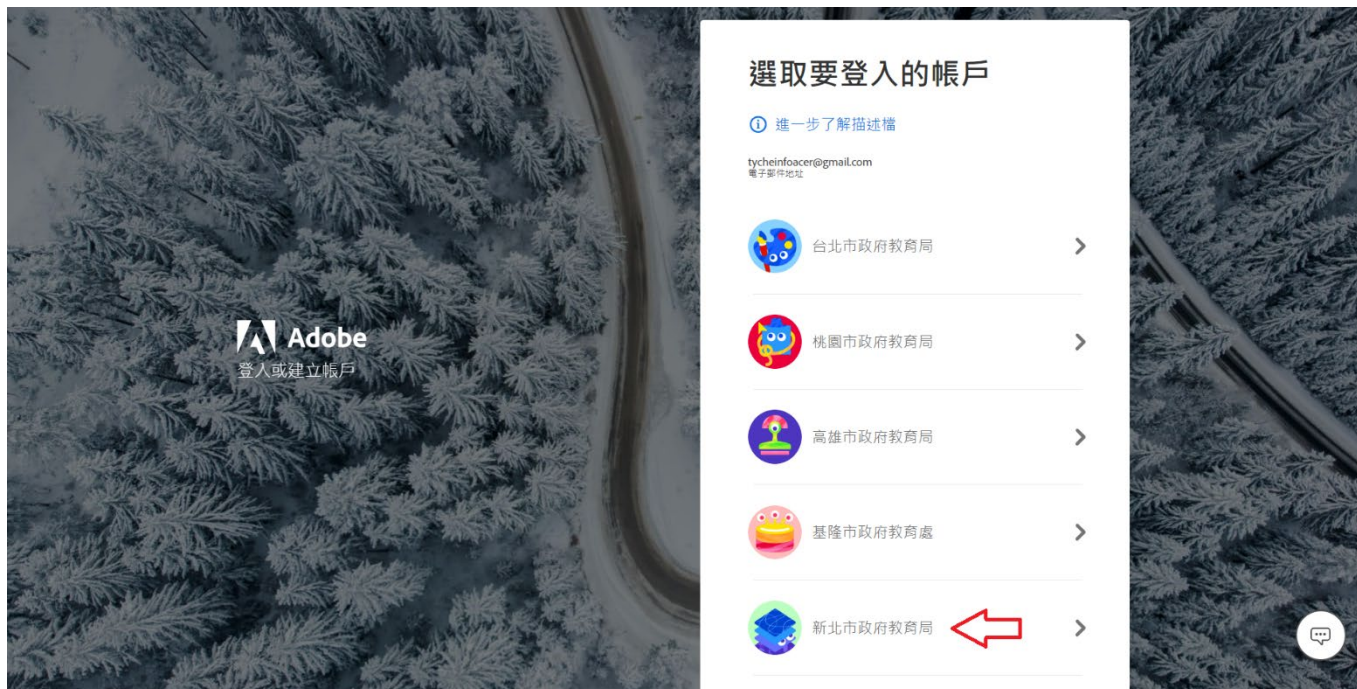 Adobe
登入或建立帳戶
選取要登入的帳戶
進一步了解描述檔
tycheinfoacer@gmail.com
電子郵件地址
台北市政府教育局
桃園市政府教育局
高雄市政府教育局
基隆市政府教育處
新北市政府教育局